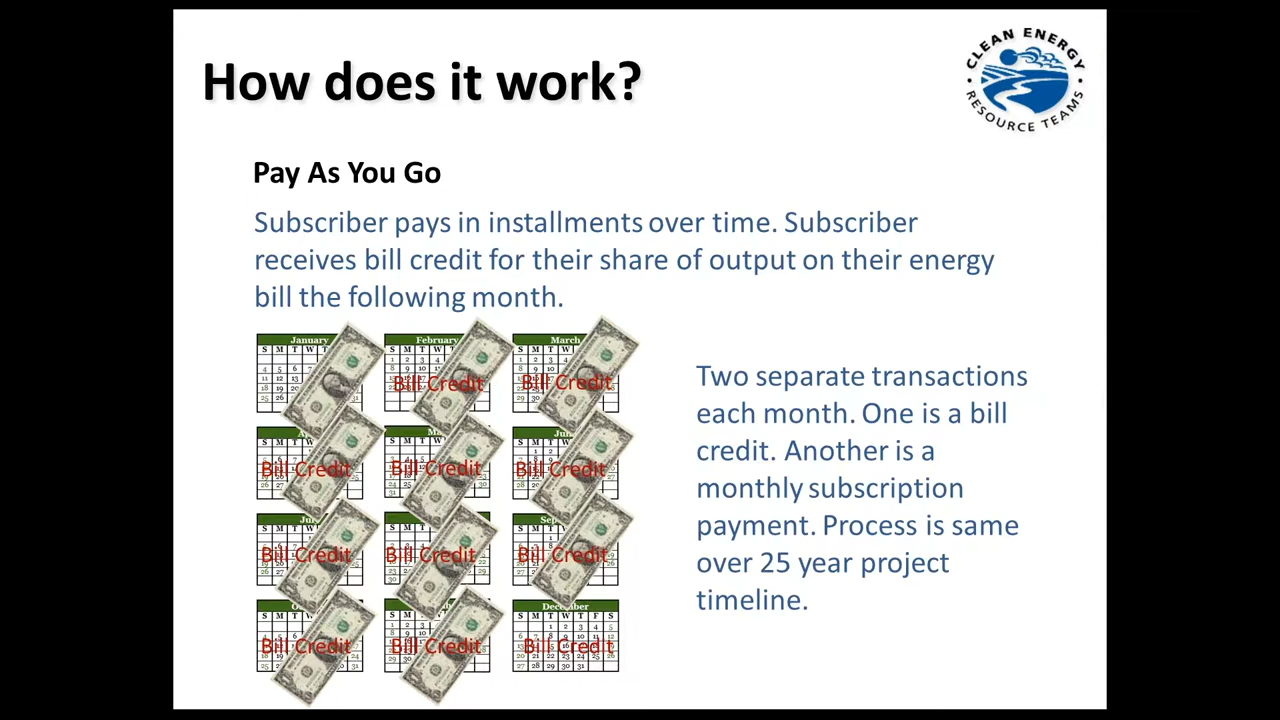 How does it work?
CLEAN ENERGY
RESOURCE TEAMS
Pay As You Go
Subscriber pays in installments over time. Subscriber
receives bill credit for their share of output on their energy
bill the following month.
January February March
Bill Credit Bill Credit
Bill Credit Bill Credit Bill Credit
Bill Credit Bill Credit Bill Credit
December
Bill Credit Bill Credit Bill Credit
Two separate transactions
each month. One is a bill
credit. Another is a
monthly subscription
payment. Process is same
over 25 year project
timeline.